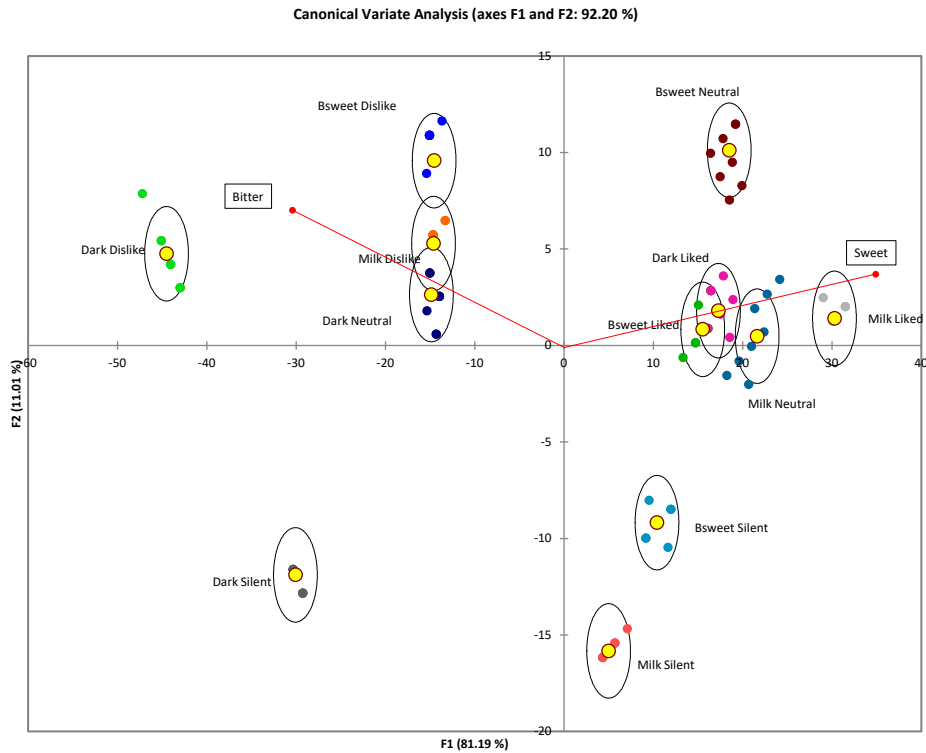 Canonical Variate Analysis (axes F1 and F2: 92.20 %)
15
Bsweet Neutral
Bsweet Dislike
10
Bitter
Dark Dislike
Milk Dislike
Dark Liked
Sweet
5
Dark Neutral
Bsweet Liked
Milk Liked
0
-60
-50
-40
-30
-20
-10
0
10
20
30
40
Milk Neutral
F2 (11.01 %)
-5
Bsweet Silent
-10
Dark Silent
-15
Milk Silent
-20
F1 (81.19 %)